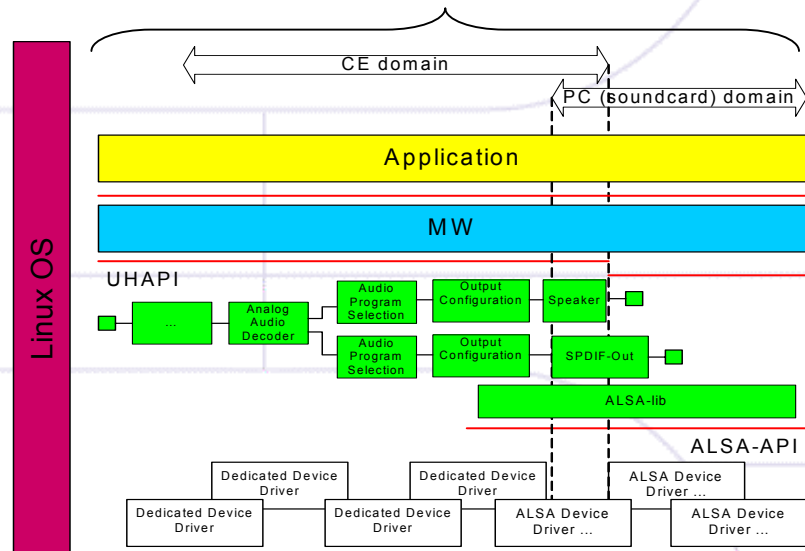 CE domain
PC (soundcard) domain
Application
MW
Linux OS
UHAPI
...
Analog
Audio
Decoder
Audio
Program
Selection
Output
Configuration
Speaker
Audio
Program
Selection
Output
Configuration
SPDIF-Out
ALSA-lib
ALSA-API
Dedicated Device
Driver
Dedicated Device
Driver
ALSA Device
Driver ...
Dedicated Device
Driver
Dedicated Device
Driver
ALSA Device
Driver ...
ALSA Device
Driver ...